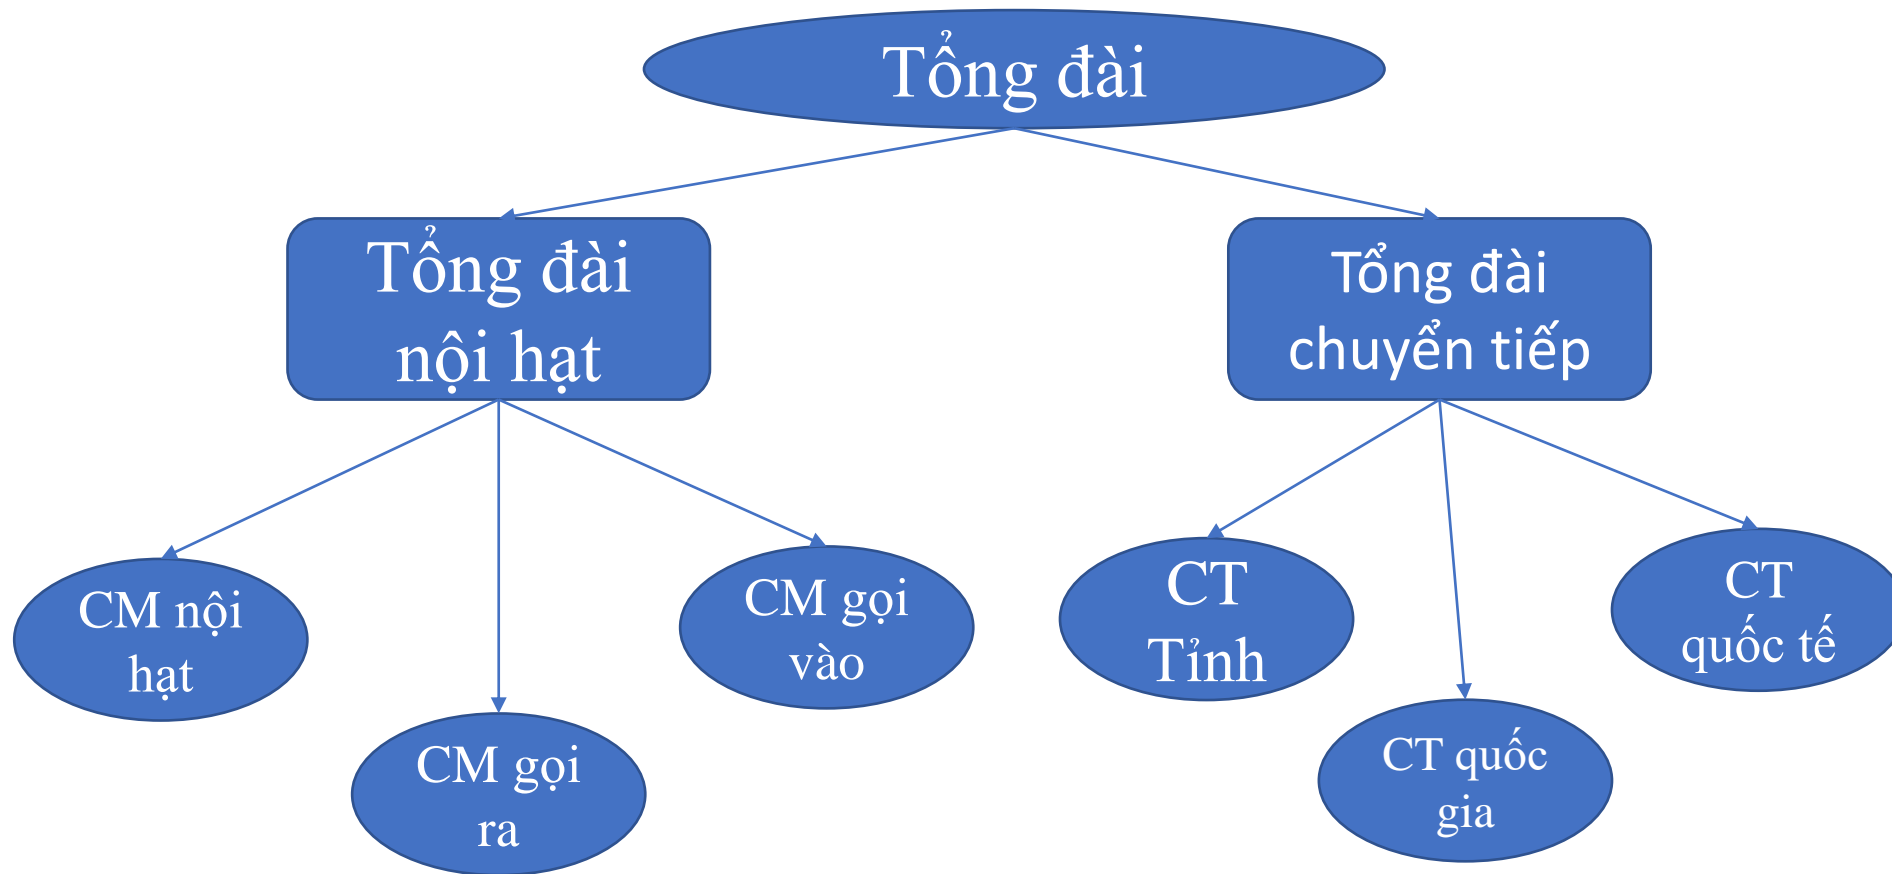 Tổng đài
Tổng đài
nội hạt
Tổng đài
chuyển tiếp
CM nội
hạt
CM gọi
ra
CM gọi
vào
CT
Tỉnh
CT quốc
gia
CT
quốc tế